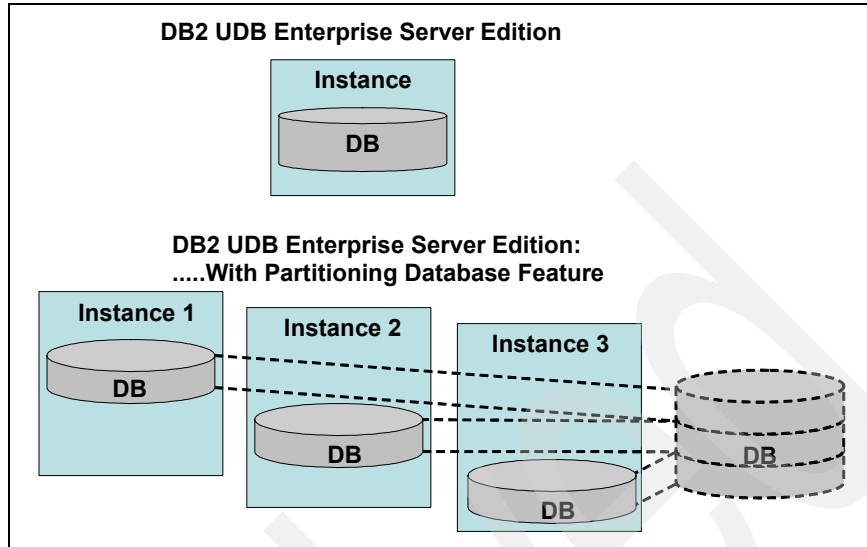 DB2 UDB Enterprise Server Edition
Instance
DB
DB2 UDB Enterprise Server Edition:
.....With Partitioning Database Feature
Instance 1
DB
Instance 2
DB
Instance 3
DB
DB